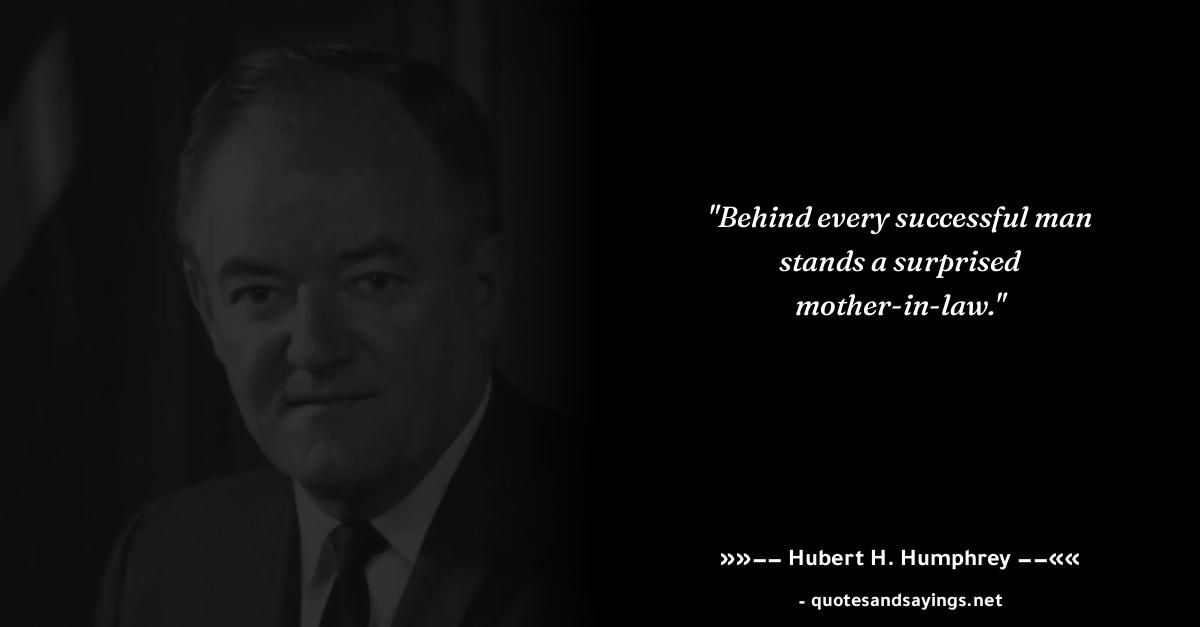 "Behind every successful man
stands a surprised
mother-in-law."
»»–– Hubert H. Humphrey ––««
- quotesandsayings.net